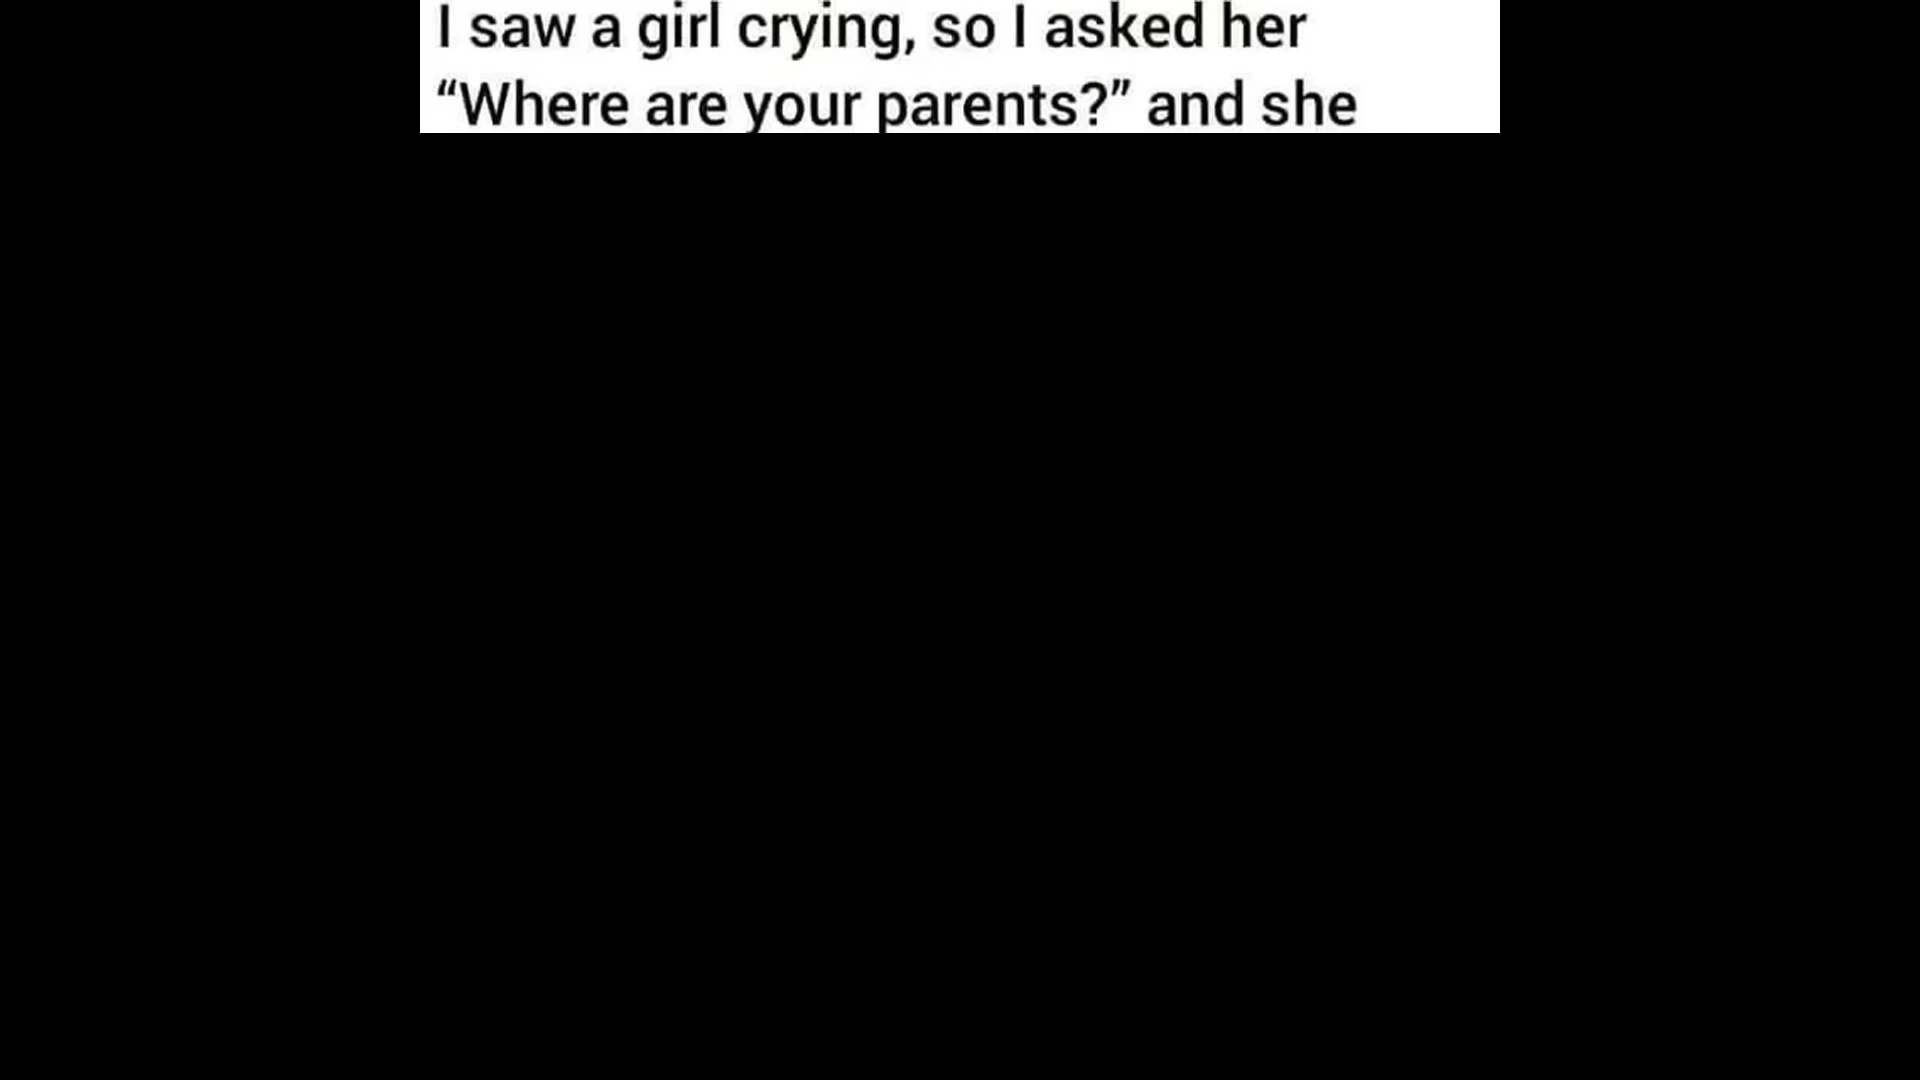 I saw a girl crying, so I asked her
“Where are your parents?” and she